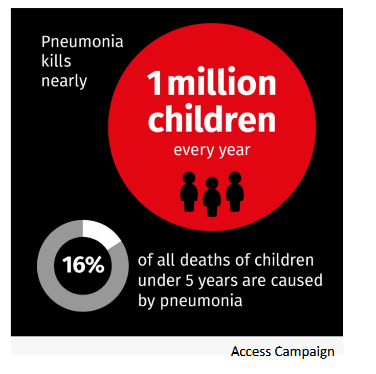 Pneumonia
kills
nearly
1 million
children
every year
16%
of all deaths of children
under 5 years are caused
by pneumonia
Access Campaign